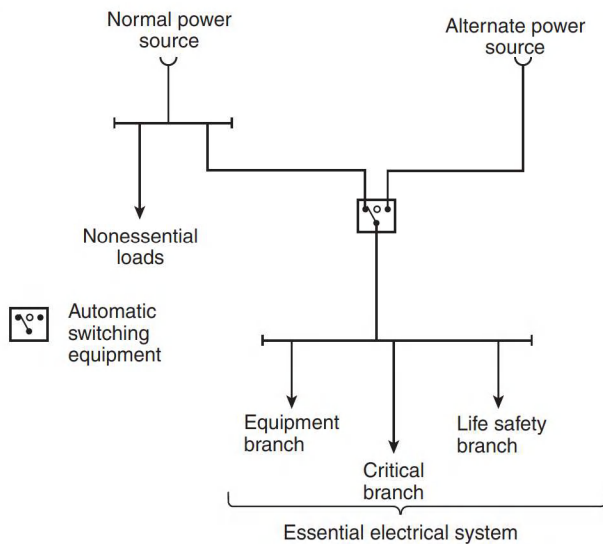 Normal power
source
Alternate power
source
Nonessential
loads
Automatic
switching
equipment
Equipment
branch
Critical
branch
Life safety
branch
Essential electrical system